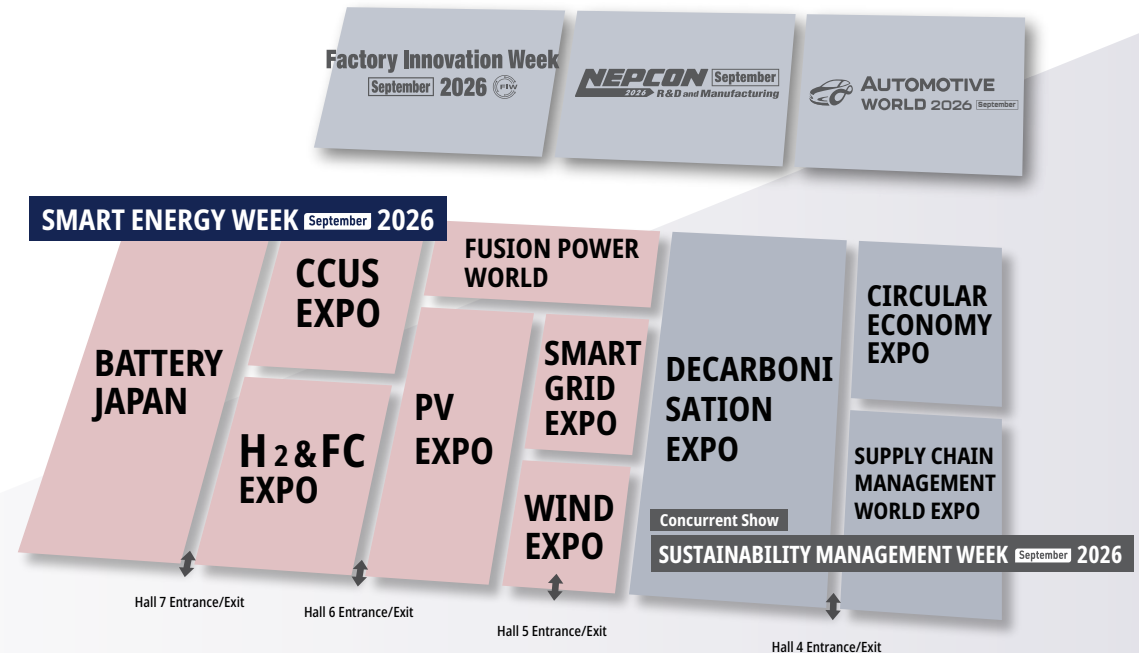 Factory Innovation Week
September 2026 FIW
NEPCON September
2026 R&D and Manufacturing
AUTOMOTIVE
WORLD 2026 September
SMART ENERGY WEEK September 2026
BATTERY
JAPAN
CCUS
EXPO
H2&FC
EXPO
FUSION POWER
WORLD
PV
EXPO
SMART
GRID
EXPO
WIND
EXPO
DECARBONI
SATION
EXPO
CIRCULAR
ECONOMY
EXPO
SUPPLY CHAIN
MANAGEMENT
WORLD EXPO
Concurrent Show
SUSTAINABILITY MANAGEMENT WEEK September 2026
Hall 7 Entrance/Exit
Hall 6 Entrance/Exit
Hall 5 Entrance/Exit
Hall 4 Entrance/Exit